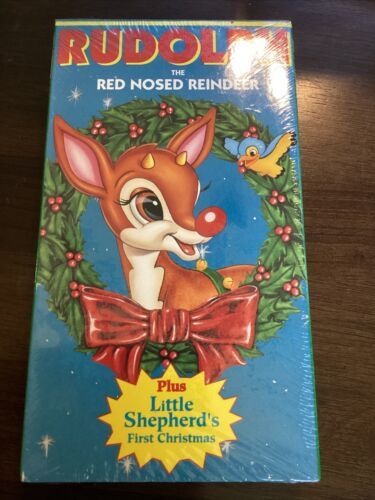 RUDOLPH
THE
RED NOSED REINDEER
Plus
Little
Shepherd's
First Christmas